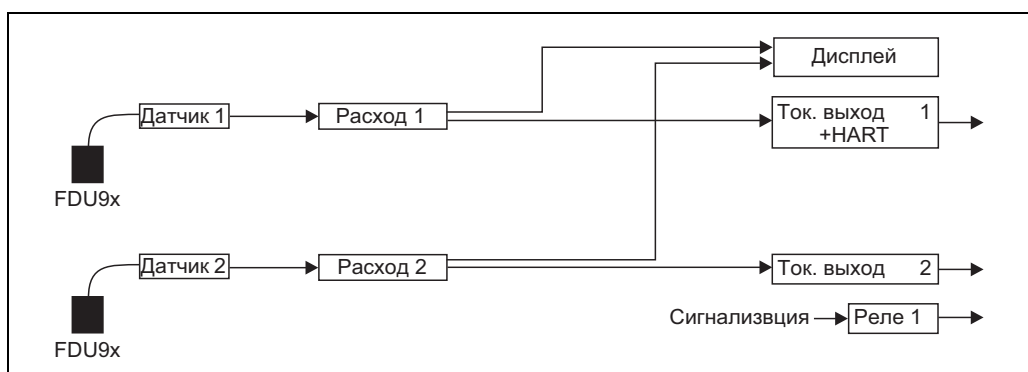 Дисплей
Датчик 1
Расход 1
Ток. выход 1
+HART
FDU9x
Датчик 2
Расход 2
Ток. выход 2
Сигнализвция
Реле 1
FDU9x